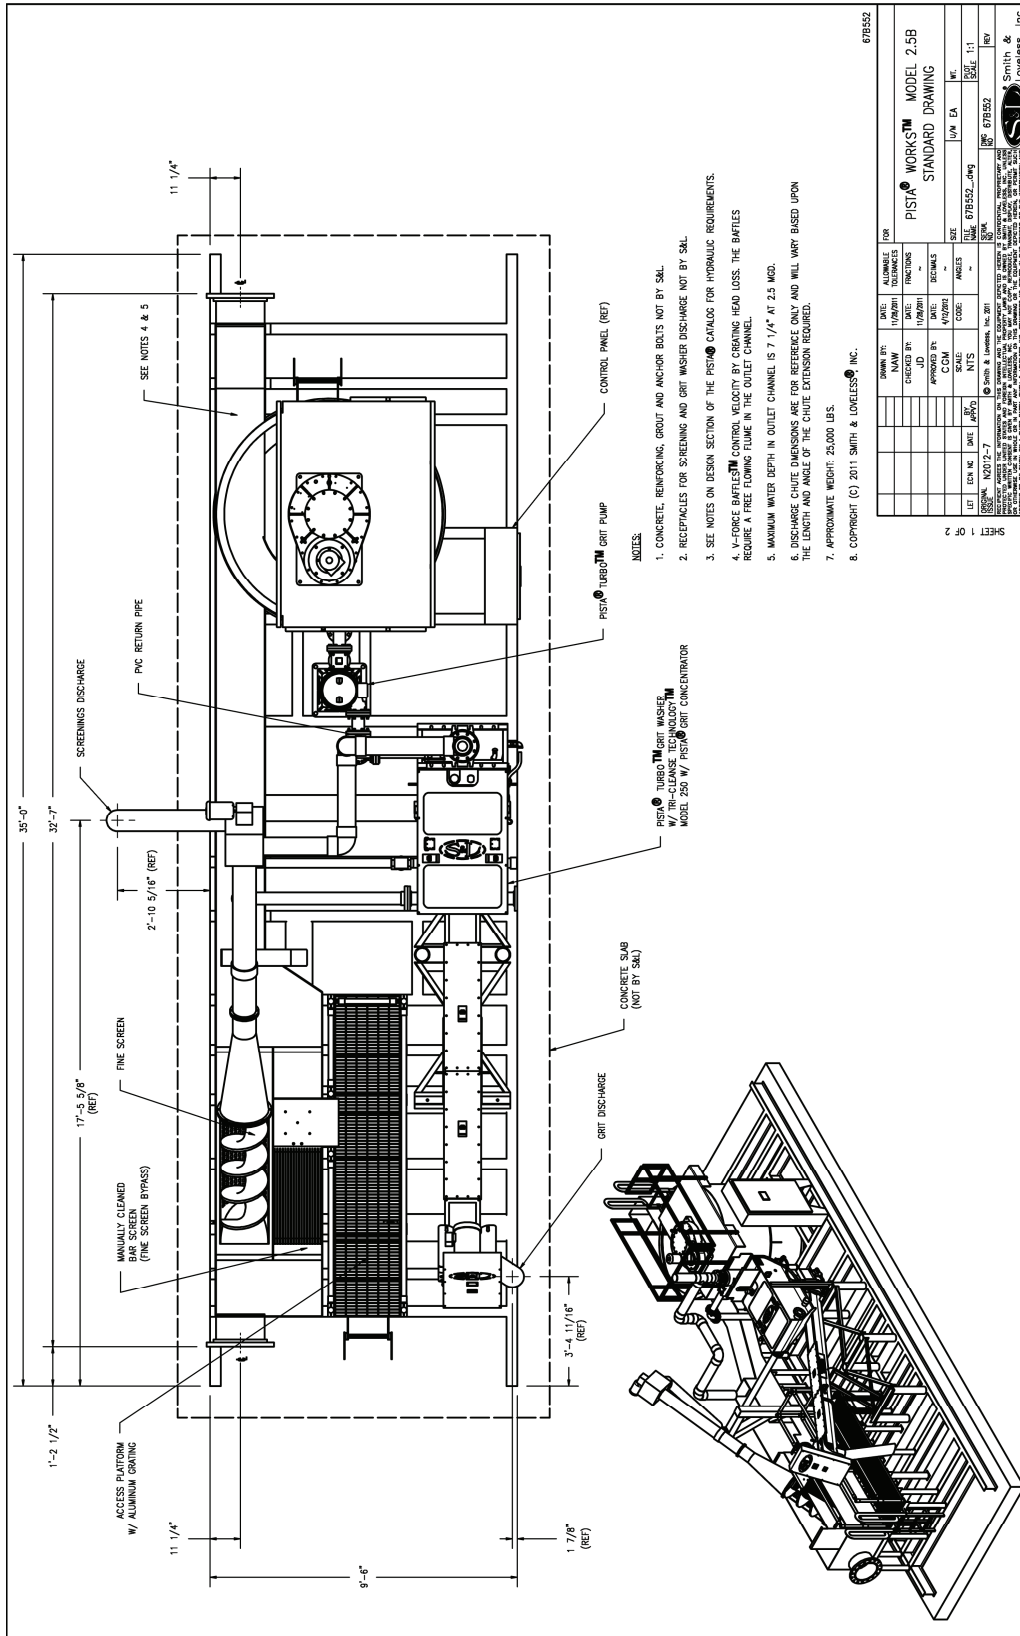 35'-0"
32'-7"
1'-2 1/2"
17'-5 5/8"
(REF)
2'-10 5/16" (REF)
11 1/4"
11 1/4"
9'-6"
3'-4 11/16"
(REF)
1 7/8"
(REF)
ACCESS PLATFORM
W/ ALUMINUM GRATING
MANUALLY CLEANED
BAR SCREEN
(FINE SCREEN BYPASS)
FINE SCREEN
SCREENINGS DISCHARGE
PVC RETURN PIPE
SEE NOTES 4 & 5
GRIT DISCHARGE
CONCRETE SLAB
(NOT BY S&L)
PISTA® TURBO™ GRIT WASHER
W/ TRI-CLEANSE TECHNOLOGY™
MODEL 250 W/ PISTA® GRIT CONCENTRATOR
PISTA® TURBO™ GRIT PUMP
CONTROL PANEL (REF)
S&L
NOTES:
1. CONCRETE, REINFORCING, GROUT AND ANCHOR BOLTS NOT BY S&L.
2. RECEPTACLES FOR SCREENING AND GRIT WASHER DISCHARGE NOT BY S&L.
3. SEE NOTES ON DESIGN SECTION OF THE PISTA® CATALOG FOR HYDRAULIC REQUIREMENTS.
4. V-FORCE BAFFLES™ CONTROL VELOCITY BY CREATING HEAD LOSS. THE BAFFLES
REQUIRE A FREE FLOWING FLUME IN THE OUTLET CHANNEL.
5. MAXIMUM WATER DEPTH IN OUTLET CHANNEL IS 7 1/4" AT 2.5 MGD.
6. DISCHARGE CHUTE DIMENSIONS ARE FOR REFERENCE ONLY AND WILL VARY BASED UPON
THE LENGTH AND ANGLE OF THE CHUTE EXTENSION REQUIRED.
7. APPROXIMATE WEIGHT: 25,000 LBS.
8. COPYRIGHT (C) 2011 SMITH & LOVELESS®, INC.
67B552
SHEET 1 OF 2
LET ECN NO DATE BY APPV'D
ORIGINAL ISSUE N2012-7
DRAWN BY: NAW DATE: 11/28/2011
CHECKED BY: JD DATE: 11/28/2011
APPROVED BY: CGM DATE: 4/17/2012
SCALE: NTS CODE:
ALLOWABLE TOLERANCES
FRACTIONS ~
DECIMALS ~
ANGLES ~
FOR
PISTA® WORKS™ MODEL 2.5B
STANDARD DRAWING
SIZE U/M EA WT.
FILE NAME 67B552_.dwg PLOT SCALE 1:1
SERIAL NO DWG NO 67B552 REV
© Smith & Loveless, Inc. 2011
S&L® Smith &
Loveless, Inc.